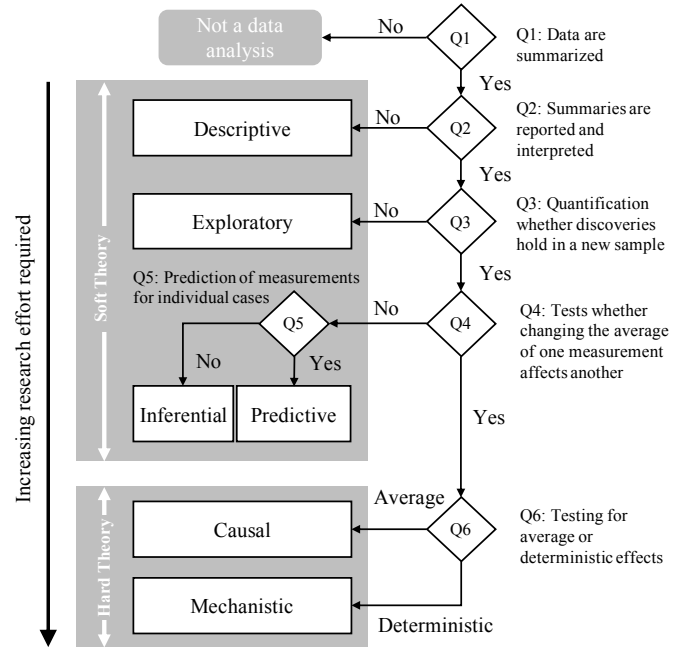 Not a data
analysis
No
Q1
Q1: Data are
summarized
Yes
Descriptive
No
Q2
Q2: Summaries are
reported and
interpreted
Yes
Exploratory
No
Q3
Q3: Quantification
whether discoveries
hold in a new sample
Yes
Q5: Prediction of measurements
for individual cases
Q5
No
Q4
Q4: Tests whether
changing the average
of one measurement
affects another
No
Yes
Inferential
Predictive
Yes
Soft Theory
Increasing research effort required
Average
Causal
Q6
Q6: Testing for
average or
deterministic effects
Mechanistic
Deterministic
Hard Theory